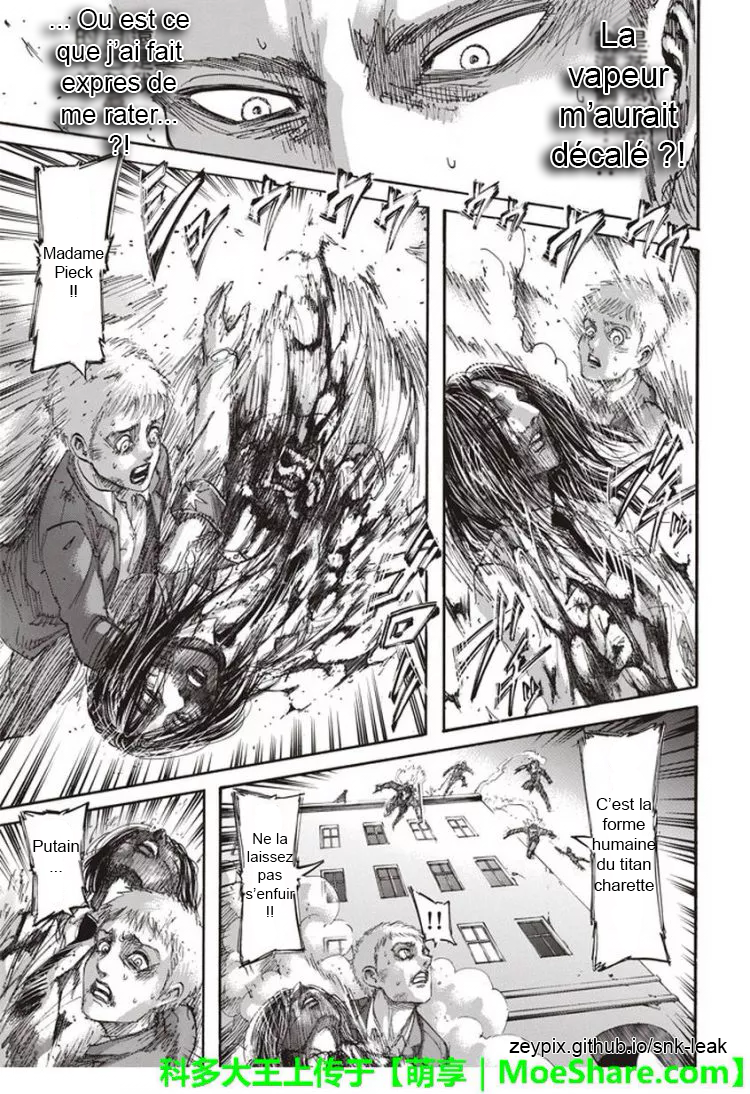 La
vapeur
m'aurait
décalé ?!
... Ou est ce
que j'ai fait
expres de
me rater...
?!
Madame
Pieck
!!
C'est la
forme
humaine
du titan
charette
Ne la
laissez
pas
s'enfuir
!!
!!
Putain
...
zeypix.github.io/snk-leak
科多大王上传于【萌享｜MoeShare.com】